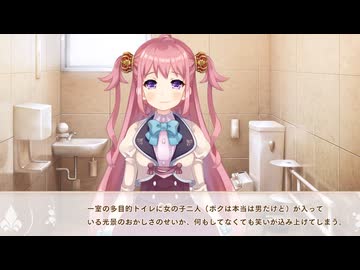 一室の多目的トイレに女の子二人（ボクは本当は男だけど）が入って
いる光景のおかしさのせいか、何もしてなくても笑いが込み上げてしまう。